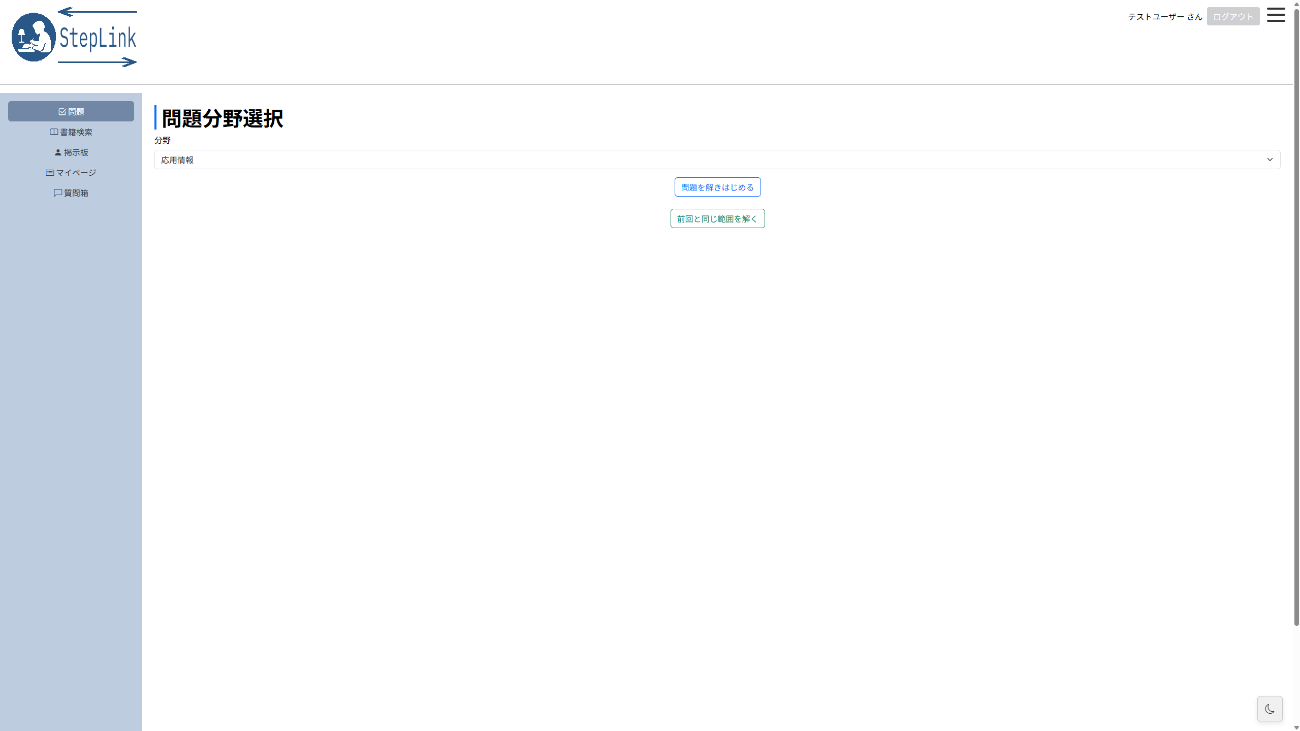 StepLink
テストユーザー さん
ログアウト
問題
書籍検索
掲示板
マイページ
質問箱
問題分野選択
分野
応用情報
問題を解きはじめる
前回と同じ範囲を解く